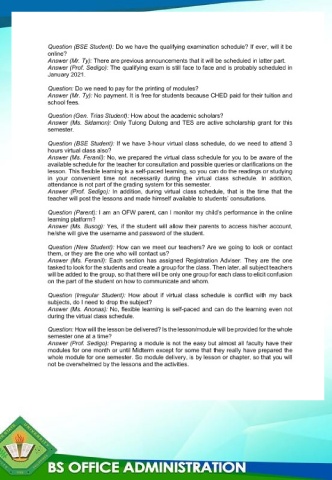 Question (BSE Student): Do we have the qualifying examination schedule? If ever, will it be
online?
Answer (Mr. Ty): There are previous announcements that it will be scheduled in latter part.
Answer (Prof. Sedigo): The qualifying exam is still face to face and is probably scheduled in
January 2021.
Question: Do we need to pay for the printing of modules?
Answer (Mr. Ty): No payment. It is free for students because CHED paid for their tuition and
school fees.
Question (Gen. Trias Student): How about the academic scholars?
Answer (Ms. Sidamon): Only Tulong Dulong and TES are active scholarship grant for this
semester.
Question (BSE Student): If we have 3-hour virtual class schedule, do we need to attend 3
hours virtual class also?
Answer (Ms. Feranil): No, we prepared the virtual class schedule for you to be aware of the
available schedule for the teacher for consultation and possible queries or clarifications on the
lesson. This flexible learning is a self-paced learning, so you can do the readings or studying
in your convenient time not necessarily during the virtual class schedule. In addition,
attendance is not part of the grading system for this semester.
Answer (Prof. Sedigo): In addition, during virtual class schedule, that is the time that the
teacher will post the lessons and made himself available to students' consultations.
Question (Parent): I am an OFW parent, can I monitor my child's performance in the online
learning platform?
Answer (Ms. Busog): Yes, if the student will allow their parents to access his/her account,
he/she will give the username and password of the student.
Question (New Student): How can we meet our teachers? Are we going to look or contact
them, or they are the one who will contact us?
Answer (Ms. Feranil): Each section has assigned Registration Adviser. They are the one
tasked to look for the students and create a group for the class. Then later, all subject teachers
will be added to the group, so that there will be only one group for each class to elicit confusion
on the part of the student on how to communicate and whom.
Question (Irregular Student): How about if virtual class schedule is conflict with my back
subjects, do I need to drop the subject?
Answer (Ms. Anonas): No, flexible learning is self-paced and can do the learning even not
during the virtual class schedule.
Question: How will the lesson be delivered? Is the lesson/module will be provided for the whole
semester one at a time?
Answer (Prof. Sedigo): Preparing a module is not the easy but almost all faculty have their
modules for one month or until Midterm except for some that they really have prepared the
whole module for one semester. So module delivery, is by lesson or chapter, so that you will
not be overwhelmed by the lessons and the activities.
BS OFFICE ADMINISTRATION